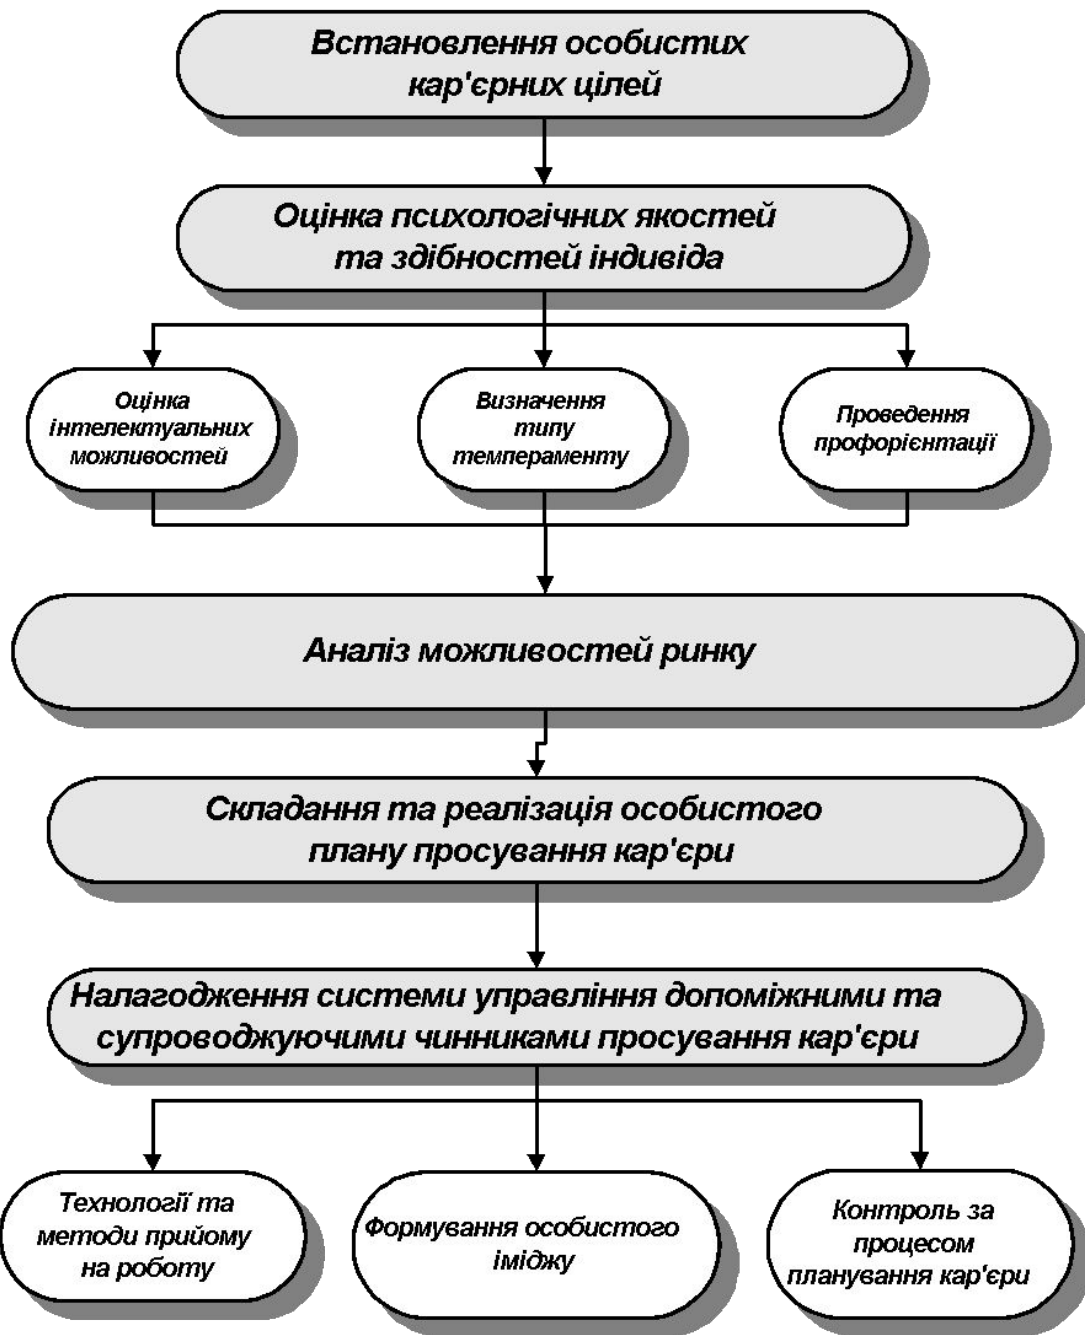 Встановлення особистих
кар'єрних цілей
Оцінка психологічних якостей
та здібностей індивіда
Оцінка
інтелектуальних
можливостей
Визначення
типу
темпераменту
Проведення
профорієнтації
Аналіз можливостей ринку
Складання та реалізація особистого
плану просування кар'єри
Налагодження системи управління допоміжними та
супроводжуючими чинниками просування кар'єри
Технології та
методи прийому
на роботу
Формування особистого
іміджу
Контроль за
процесом
планування кар'єри